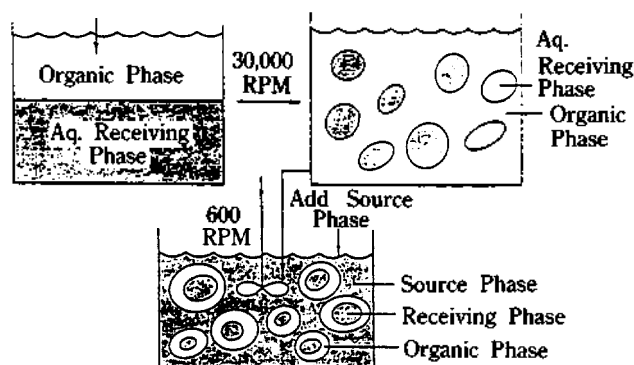 Organic Phase
Aq. Receiving
Phase
30,000
RPM
Aq.
Receiving
Phase
Organic
Phase
600
RPM
Add Source
Phase
Source Phase
Receiving Phase
Organic Phase